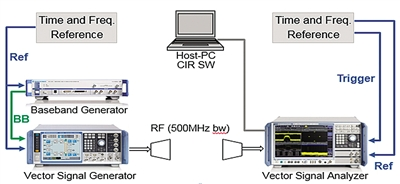 Time and Freq.
Reference
Time and Freq.
Reference
Ref
Host-PC
CIR SW
Trigger
Baseband Generator
BB
RF (500MHz bw)
Ref
Vector Signal Generator
Vector Signal Analyzer